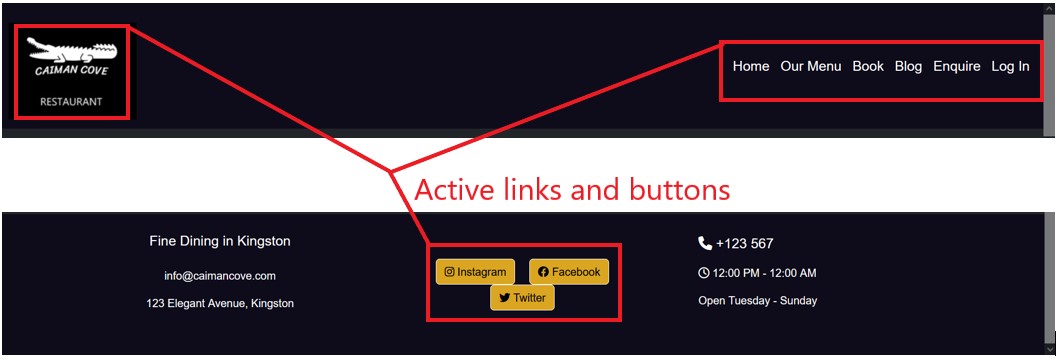 CAIMAN COVE
RESTAURANT
Home Our Menu Book Blog Enquire Log In
Active links and buttons
Fine Dining in Kingston
info@caimancove.com
123 Elegant Avenue, Kingston
Instagram Facebook
Twitter
+123 567
12:00 PM - 12:00 AM
Open Tuesday - Sunday